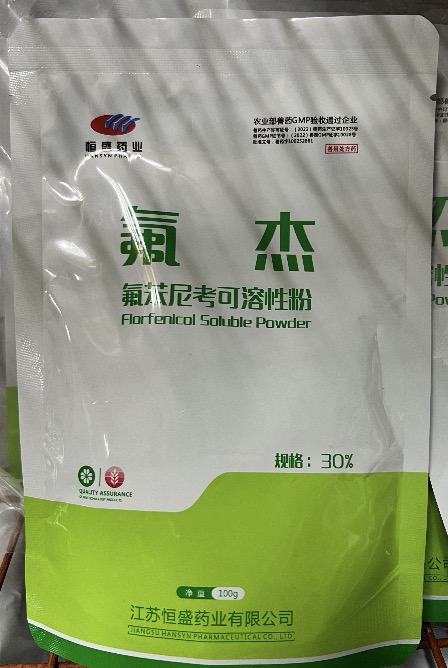 恒盛药业
HANSYN PHARM
农业部兽药GMP验收通过企业
兽用处方药
氟 杰
氟苯尼考可溶性粉
Florfenicol Soluble Powder
规格：30%
QUALITY ASSURANCE
净重 100g
江苏恒盛药业有限公司
JIANGSU HANSYN PHARMACEUTICAL CO., LTD